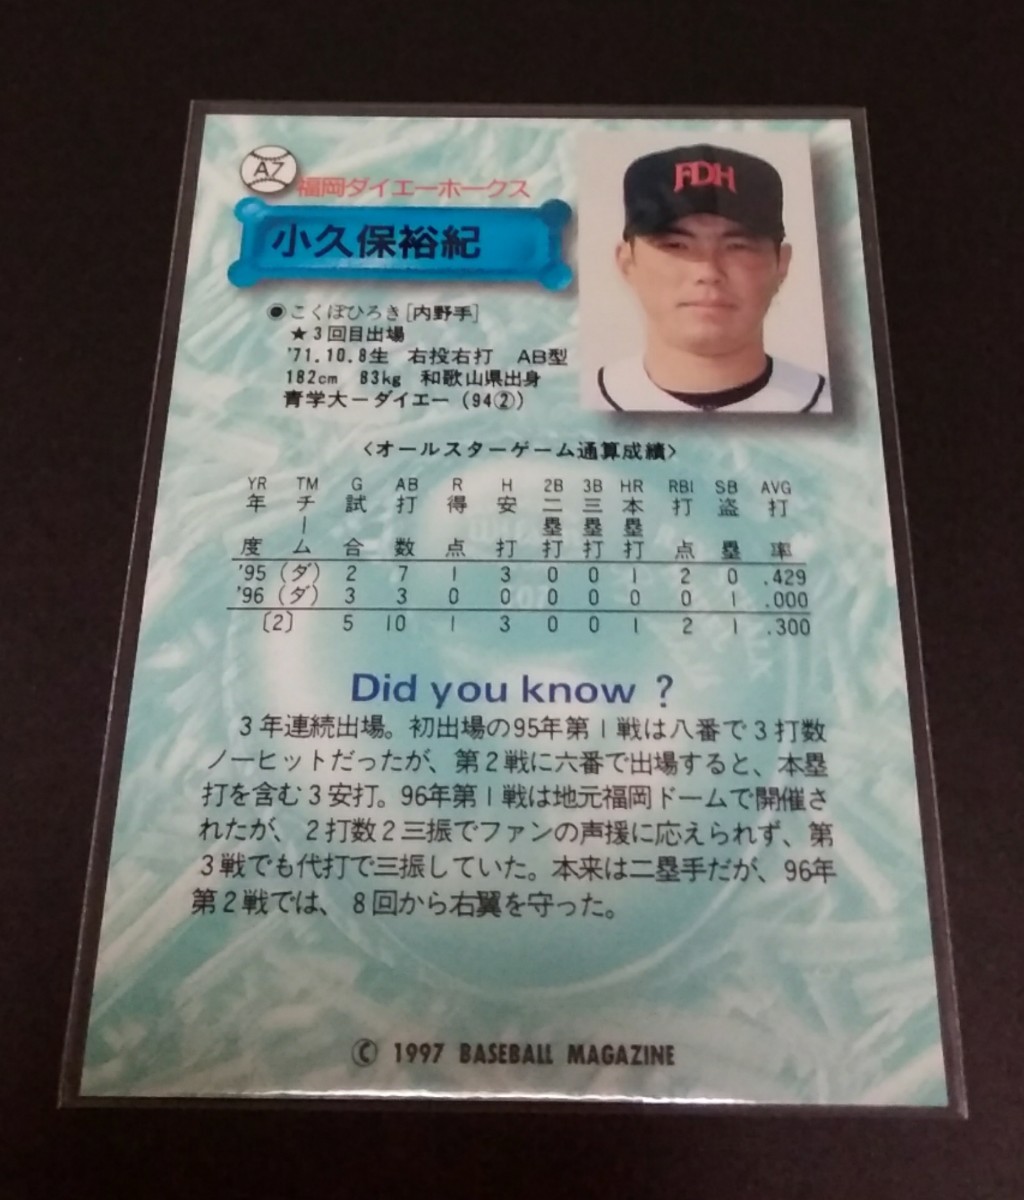 A7
福岡ダイエーホークス
FDH
小久保裕紀
●こくぼひろき[内野手]
★3回目出場
'71.10.8生 右投右打 AB型
182cm 83kg 和歌山県出身
青学大ーダイエー(94②)
〈オールスターゲーム通算成績〉
YR TM G AB R H 2B 3B HR RBI SB AVG
年度 チーム 試合 打数 得点 安打 二塁打 三塁打 本塁打 打点 盗塁 打率
'95 (ダ) 2 7 1 3 0 0 1 2 0 .429
'96 (ダ) 3 3 0 0 0 0 0 0 1 .000
〔2〕 5 10 1 3 0 0 1 2 1 .300
Did you know ?
3年連続出場。初出場の95年第1戦は八番で3打数
ノーヒットだったが、第2戦に六番で出場すると、本塁
打を含む3安打。96年第1戦は地元福岡ドームで開催さ
れたが、2打数2三振でファンの声援に応えられず、第
3戦でも代打で三振していた。本来は二塁手だが、96年
第2戦では、8回から右翼を守った。
© 1997 BASEBALL MAGAZINE